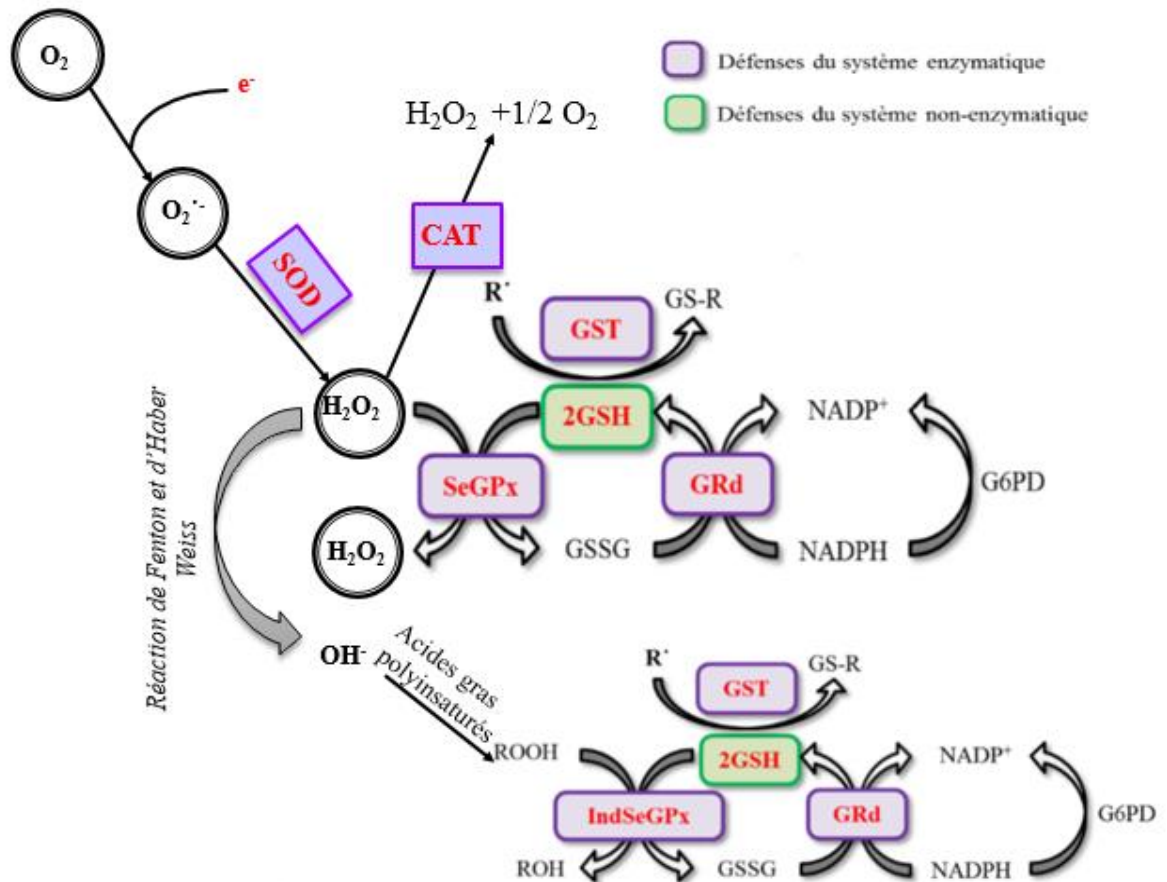 O₂
e⁻
Défenses du système enzymatique
Défenses du système non-enzymatique
H₂O₂ +1/2 O₂
O₂˙⁻
SOD
CAT
R˙
GST
GS-R
H₂O₂
2GSH
NADP⁺
SeGPx
GRd
G6PD
H₂O₂
GSSG
NADPH
Réaction de Fenton et d'Haber
Weiss
OH⁻
Acides gras
polyinsaturés
R˙
GST
GS-R
ROOH
2GSH
NADP⁺
IndSeGPx
GRd
G6PD
ROH
GSSG
NADPH